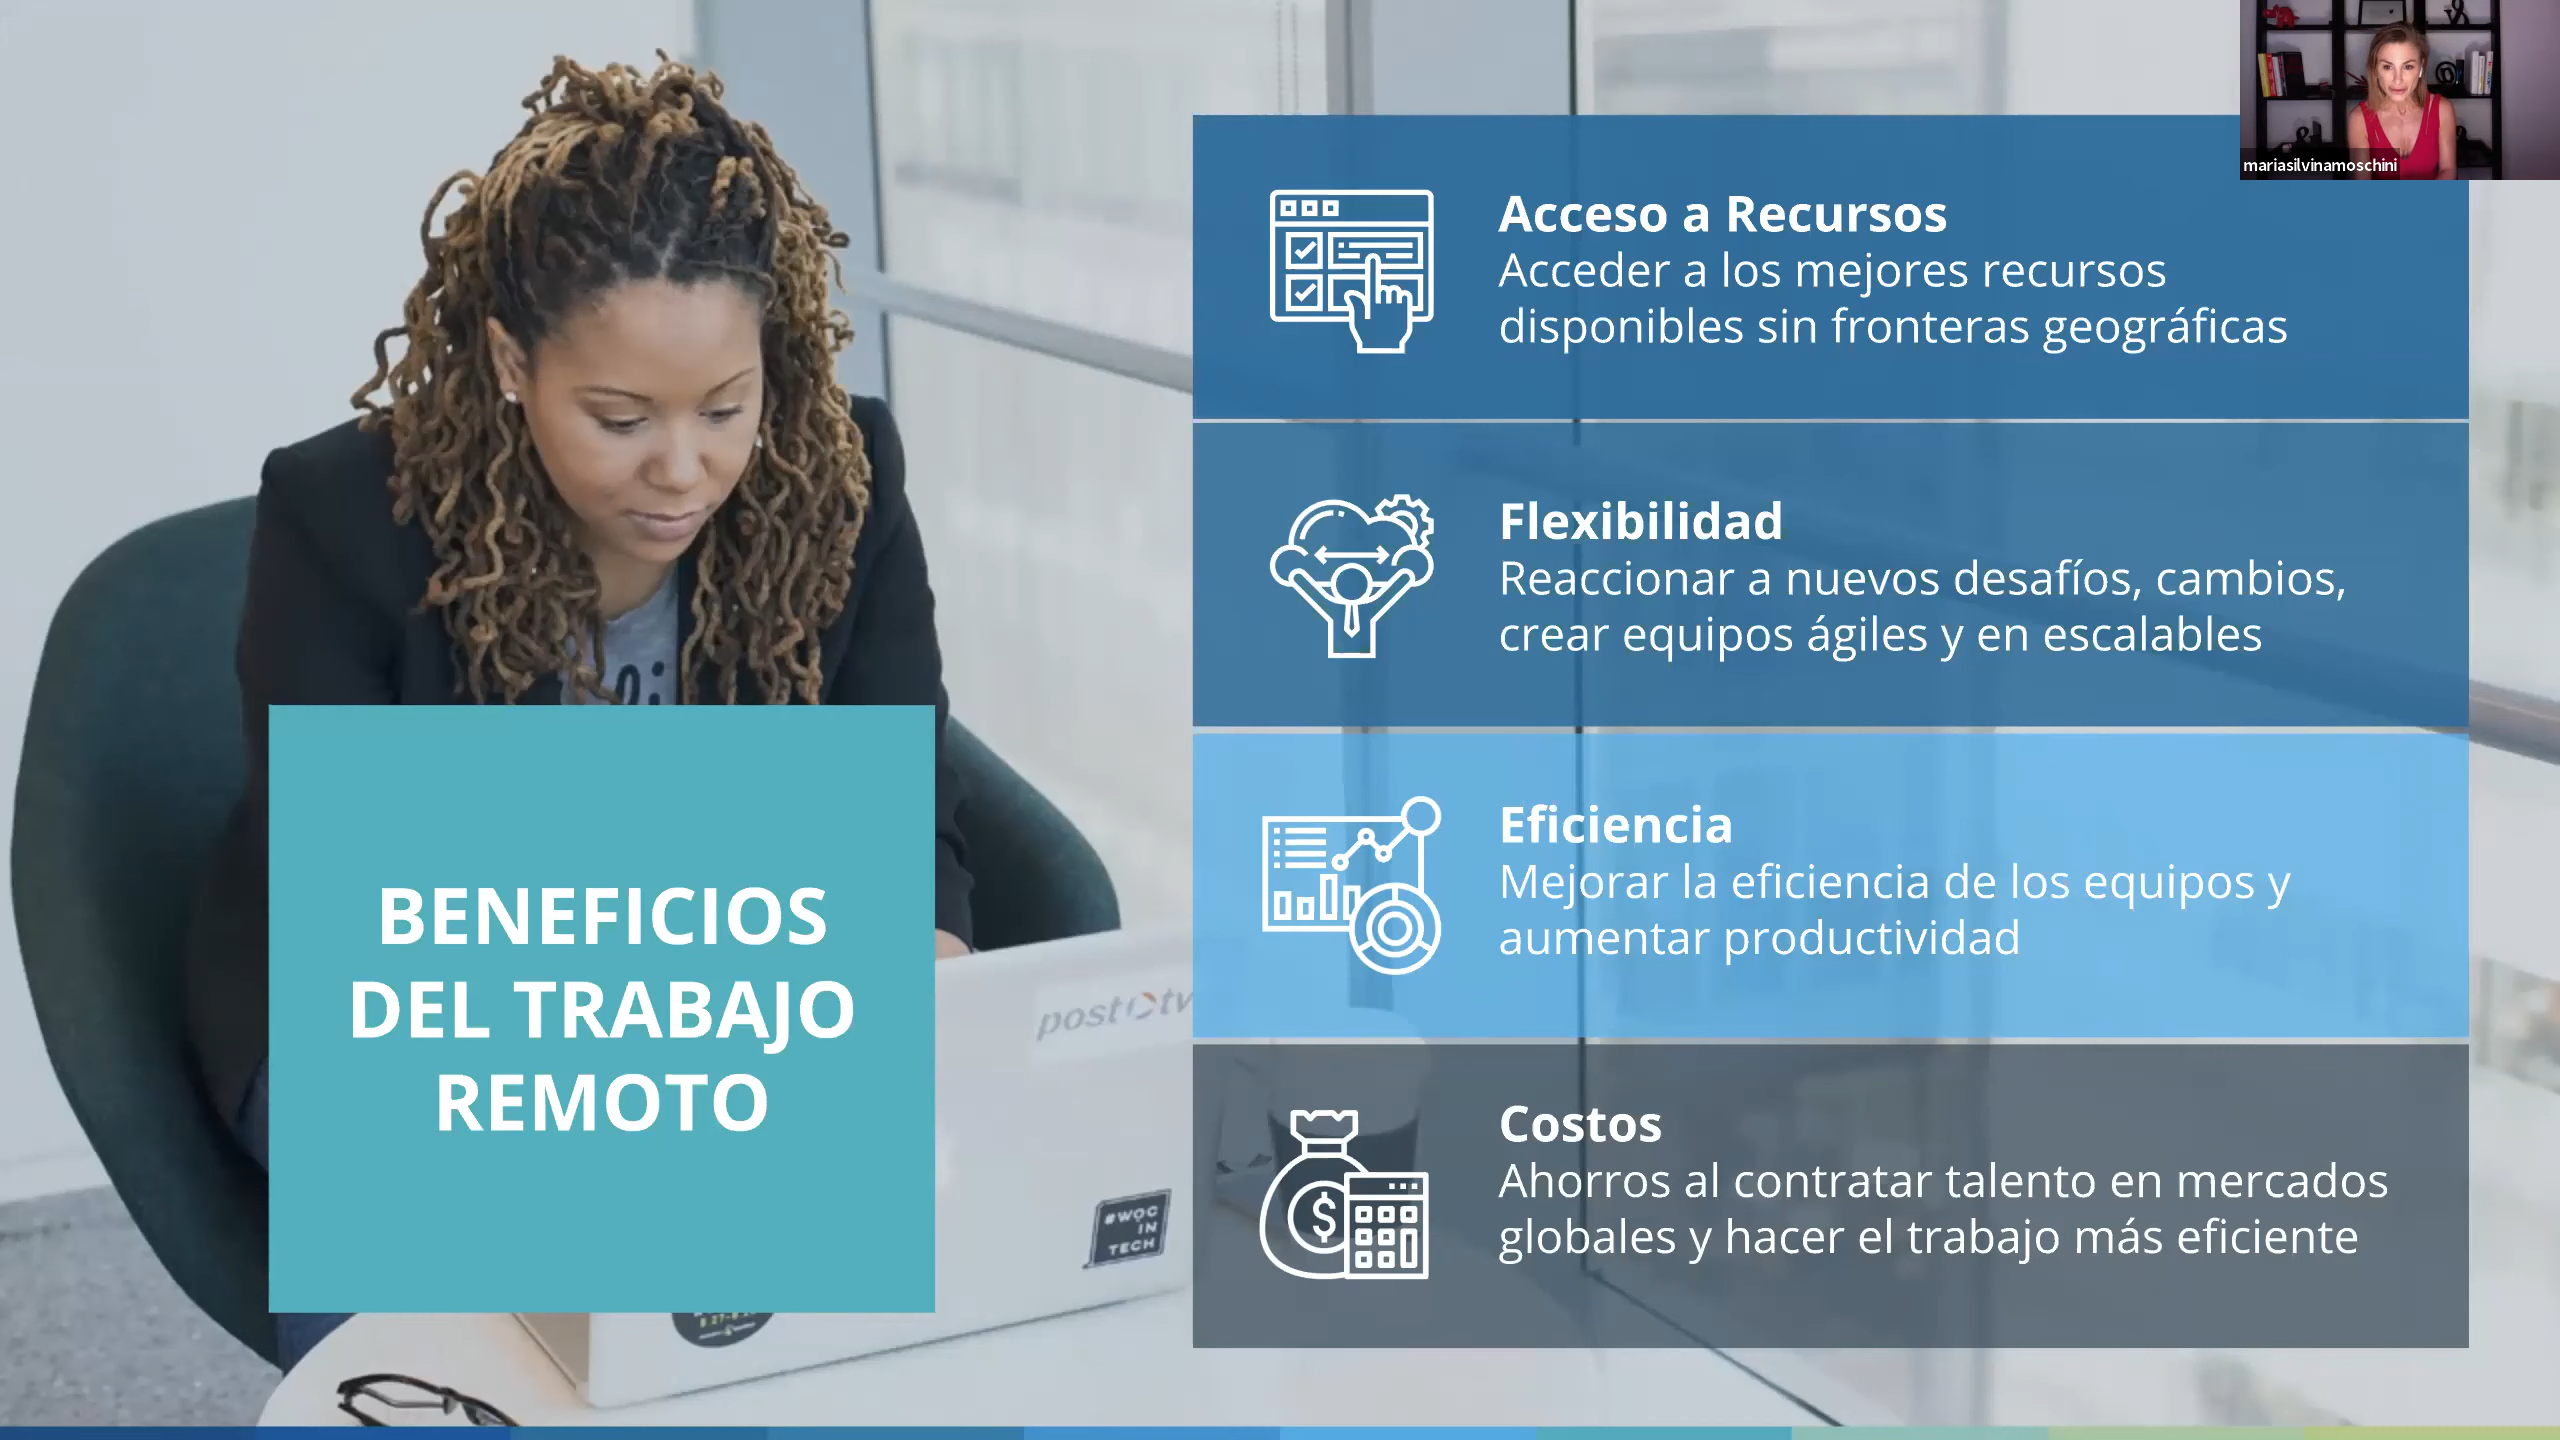 mariasilvinamoschini
Acceso a Recursos
Acceder a los mejores recursos
disponibles sin fronteras geográficas
Flexibilidad
Reaccionar a nuevos desafíos, cambios,
crear equipos ágiles y en escalables
Eficiencia
Mejorar la eficiencia de los equipos y
aumentar productividad
Costos
Ahorros al contratar talento en mercados
globales y hacer el trabajo más eficiente
BENEFICIOS
DEL TRABAJO
REMOTO
#WOC
IN
TECH